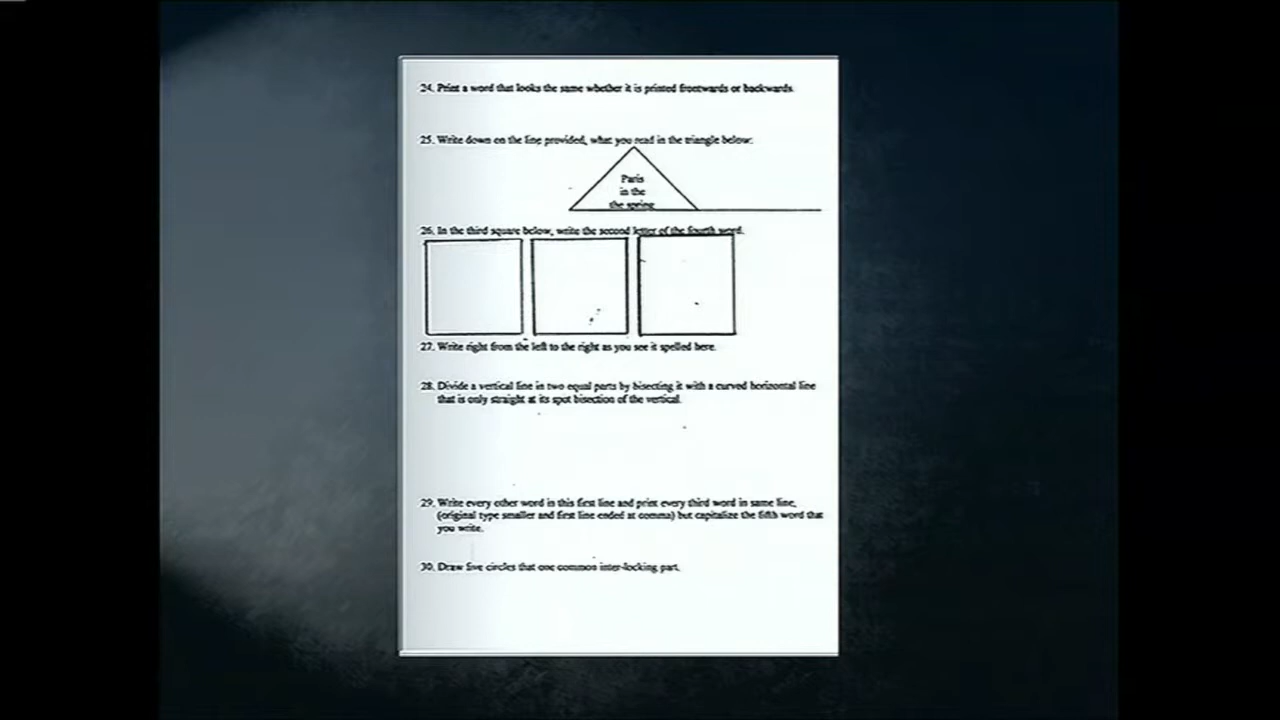 24. Print a word that looks the same whether it is printed frontwards or backwards.
25. Write down on the line provided, what you read in the triangle below:
Paris
in the
the spring
26. In the third square below, write the second letter of the fourth word.
27. Write right from the left to the right as you see it spelled here.
28. Divide a vertical line in two equal parts by bisecting it with a curved horizontal line
that is only straight at its spot bisection of the vertical.
29. Write every other word in this first line and print every third word in same line,
(original type smaller and first line ended at comma) but capitalize the fifth word that
you write.
30. Draw five circles that one common inter-locking part.